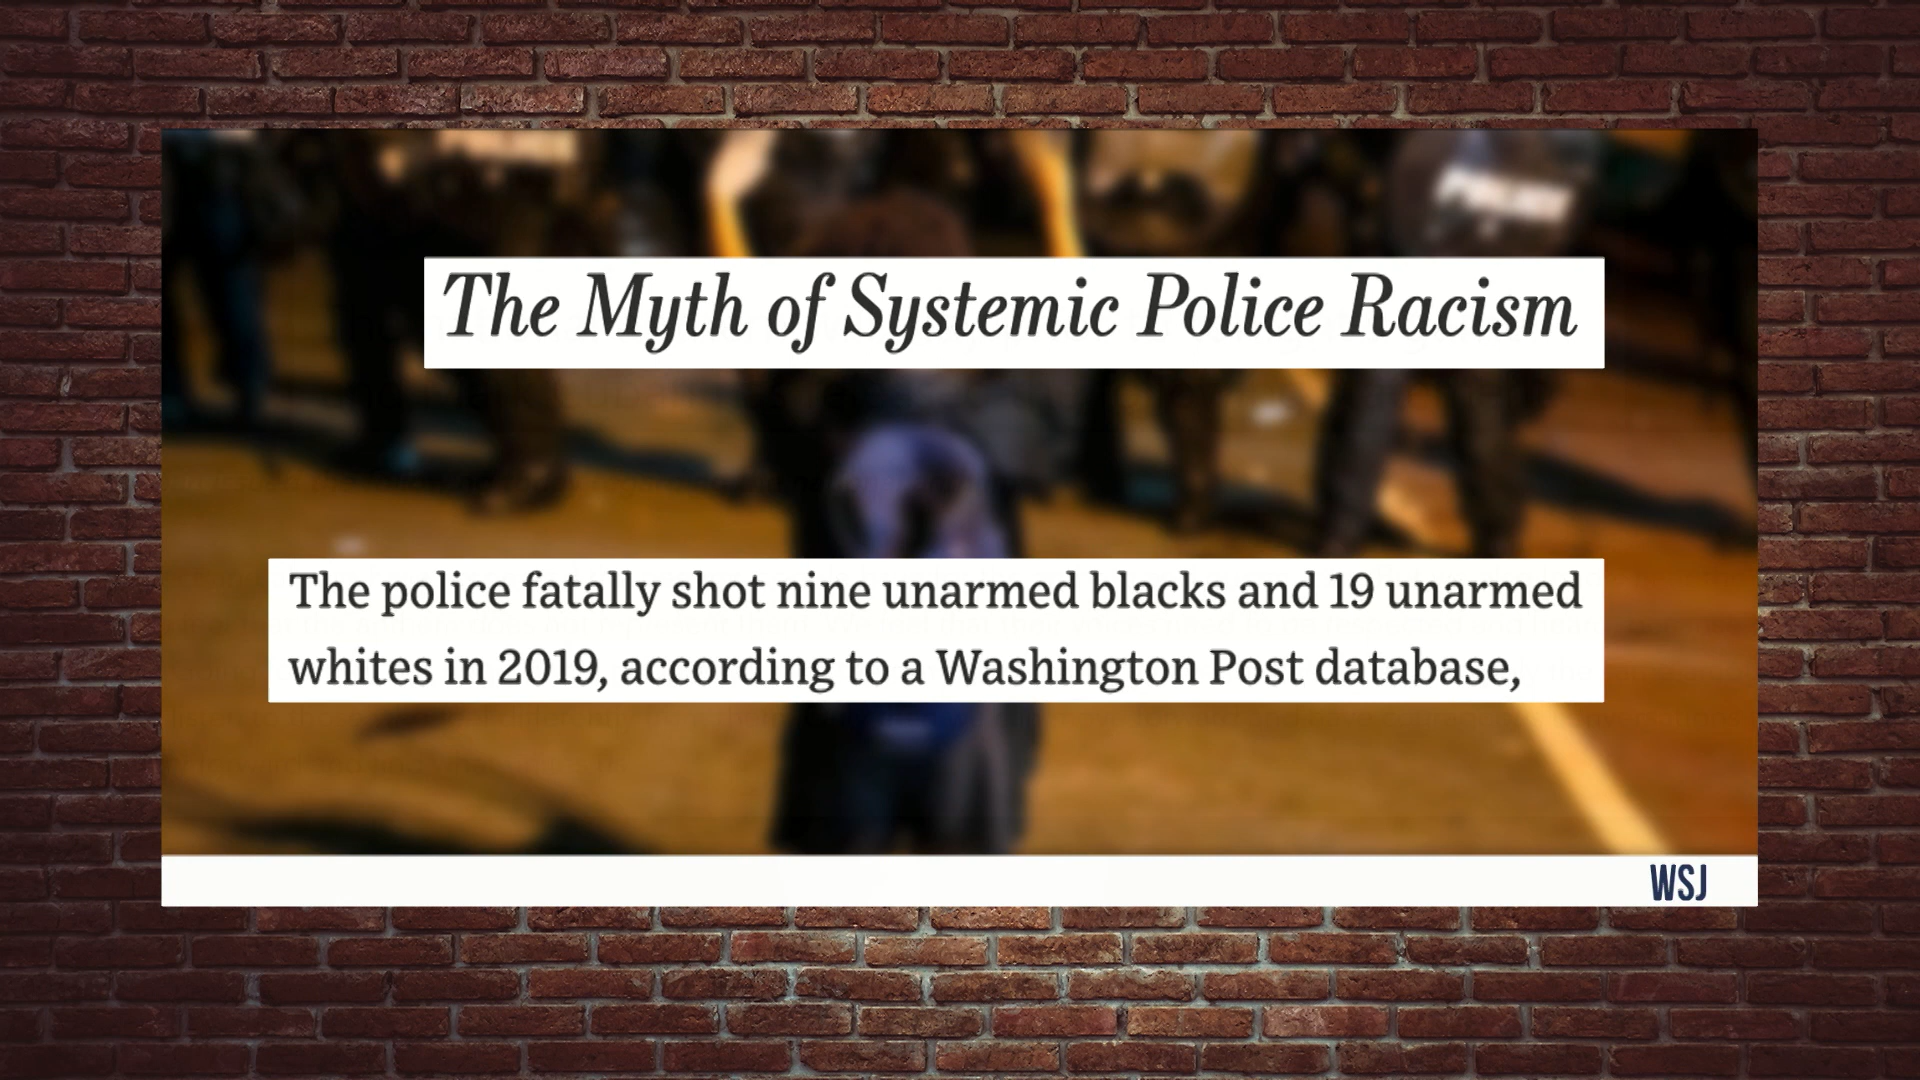 The Myth of Systemic Police Racism
The police fatally shot nine unarmed blacks and 19 unarmed
whites in 2019, according to a Washington Post database,
WSJ